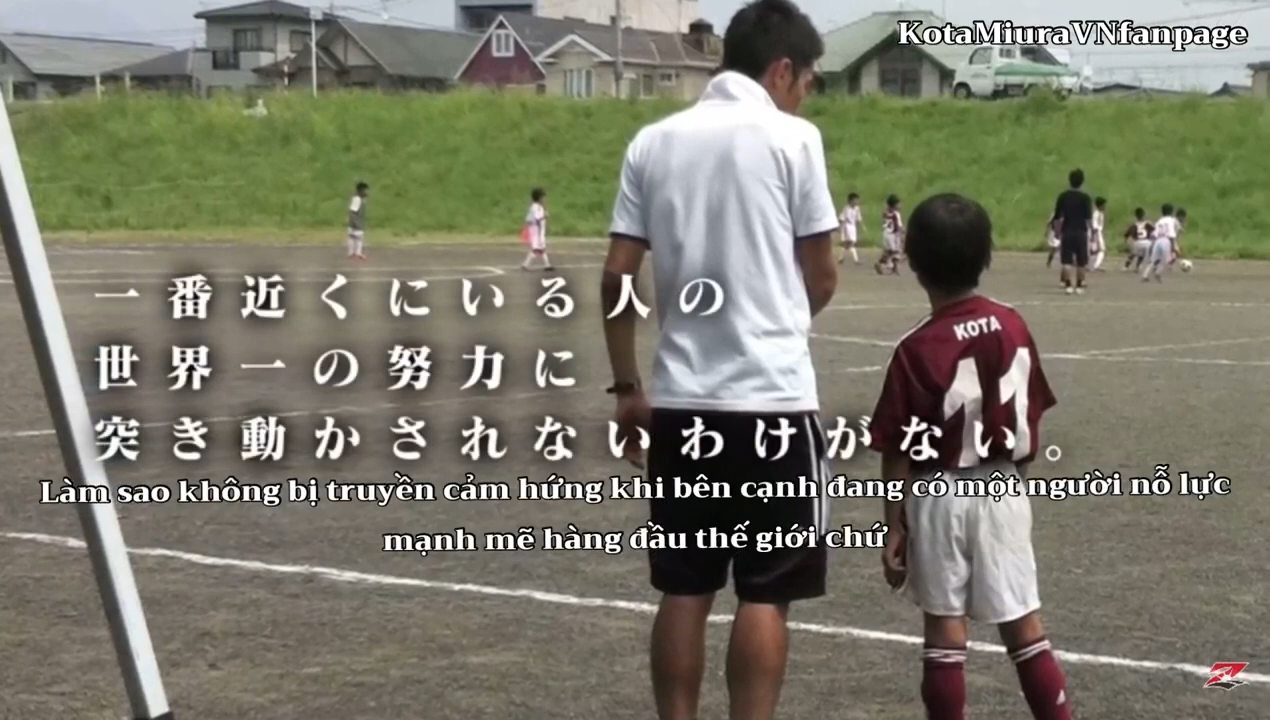 KotaMiuraVNfanpage
KOTA
11
一番近くにいる人の
世界一の努力に
突き動かされないわけがない。
Làm sao không bị truyền cảm hứng khi bên cạnh đang có một người nỗ lực
mạnh mẽ hàng đầu thế giới chứ